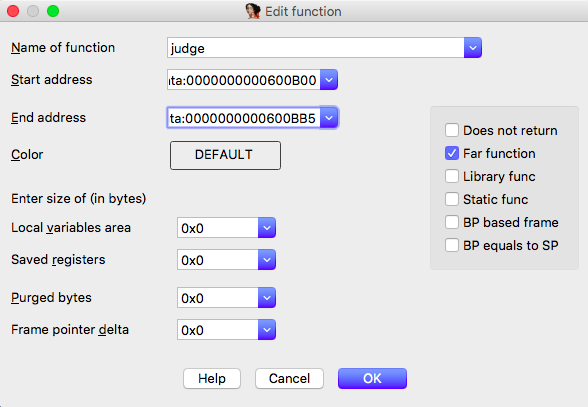 Edit function
Name of function judge
Start address ıta:0000000000600B00
End address ta:0000000000600BB5
Color DEFAULT
Does not return
Far function
Library func
Static func
BP based frame
BP equals to SP
Enter size of (in bytes)
Local variables area 0x0
Saved registers 0x0
Purged bytes 0x0
Frame pointer delta 0x0
Help Cancel OK